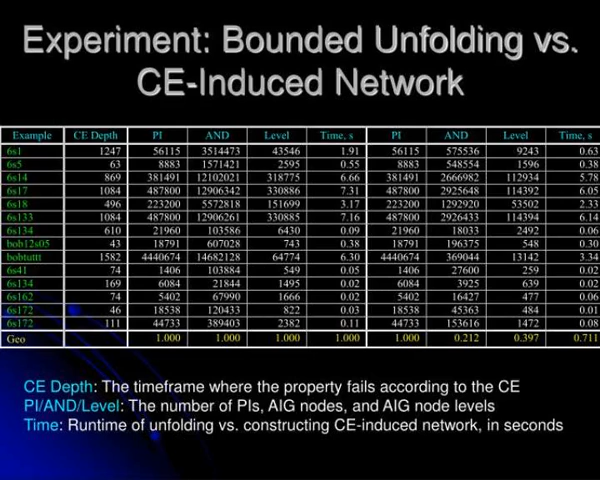 Experiment: Bounded Unfolding vs.
CE-Induced Network
Example CE Depth PI AND Level Time, s PI AND Level Time, s
6s1 1247 56115 3514473 43546 1.91 56115 575536 9243 0.63
6s5 63 8883 1571421 2595 0.55 8883 548554 1596 0.38
6s14 869 381491 12102021 318775 6.66 381491 2666982 112934 5.78
6s17 1084 487800 12906342 330886 7.31 487800 2925648 114392 6.05
6s18 496 223200 5572818 151699 3.17 223200 1292920 53502 2.33
6s133 1084 487800 12906261 330885 7.16 487800 2926433 114394 6.14
6s134 610 21960 103586 6430 0.09 21960 18033 2492 0.06
bob12s05 43 18791 607028 743 0.38 18791 196375 548 0.30
bobtuttt 1582 4440674 14682128 64774 6.30 4440674 369044 13142 3.34
6s41 74 1406 103884 549 0.05 1406 27600 259 0.02
6s134 169 6084 21844 1495 0.02 6084 3925 639 0.02
6s162 74 5402 67990 1666 0.02 5402 16427 477 0.06
6s172 46 18538 120433 822 0.03 18538 45363 484 0.01
6s172 111 44733 389403 2382 0.11 44733 153616 1472 0.08
Geo 1.000 1.000 1.000 1.000 1.000 0.212 0.397 0.711
CE Depth: The timeframe where the property fails according to the CE
PI/AND/Level: The number of PIs, AIG nodes, and AIG node levels
Time: Runtime of unfolding vs. constructing CE-induced network, in seconds